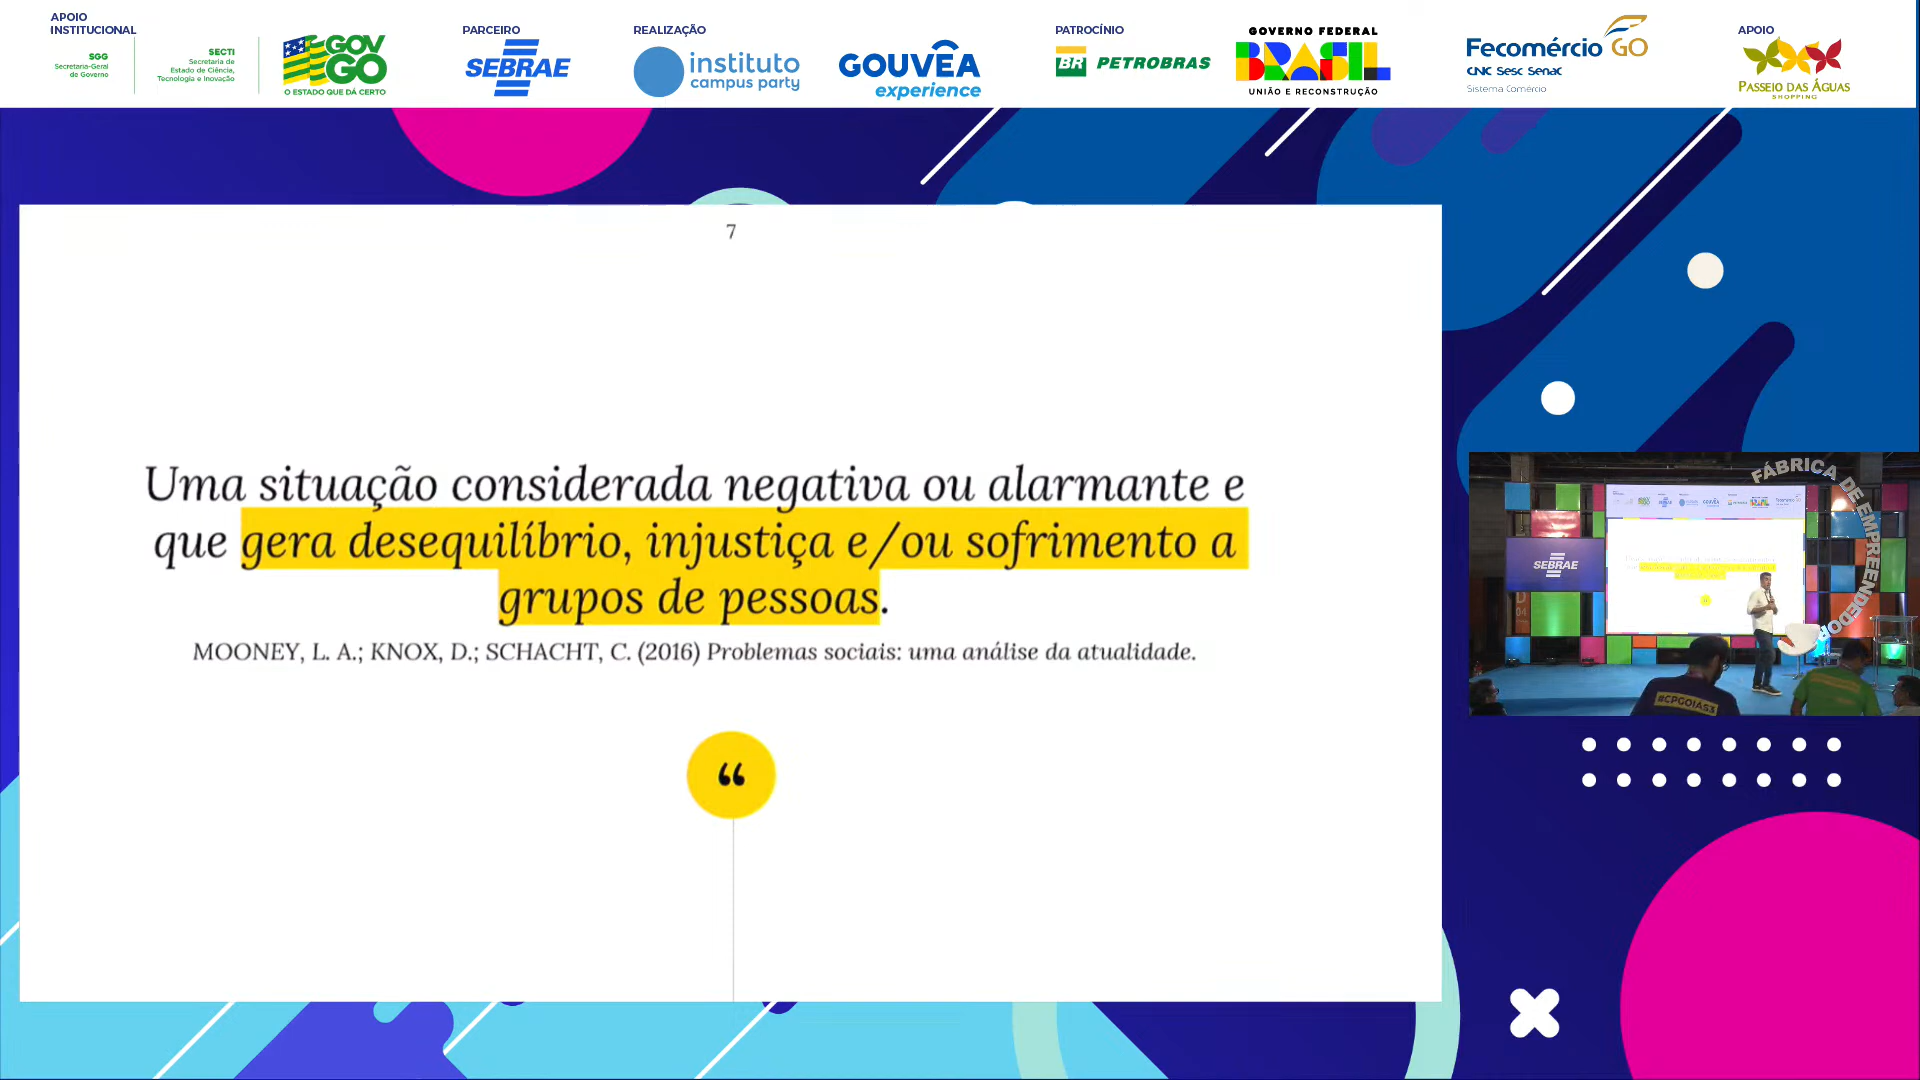 APOIO
INSTITUCIONAL
SGG
Secretaria-Geral
de Governo
SECTI
Secretaria de
Estado de Ciência,
Tecnologia e Inovação
GOV
GO
O ESTADO QUE DÁ CERTO
PARCEIRO
SEBRAE
REALIZAÇÃO
instituto
campus party
GOUVÊA
experience
PATROCÍNIO
BR PETROBRAS
GOVERNO FEDERAL
BRASIL
UNIÃO E RECONSTRUÇÃO
Fecomércio GO
CNC Sesc Senac
Sistema Comércio
APOIO
PASSEIO DAS ÁGUAS
SHOPPING
7
Uma situação considerada negativa ou alarmante e
que gera desequilíbrio, injustiça e/ou sofrimento a
grupos de pessoas.
MOONEY, L. A.; KNOX, D.; SCHACHT, C. (2016) Problemas sociais: uma análise da atualidade.
“
FÁBRICA DE EMPREENDEDOR
SEBRAE
#CPGOIÁS3